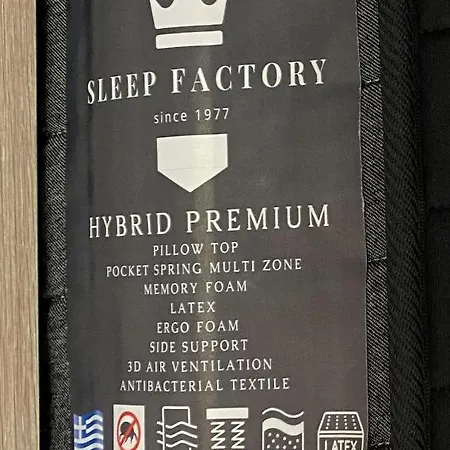 SLEEP FACTORY
since 1977
HYBRID PREMIUM
PILLOW TOP
POCKET SPRING MULTI ZONE
MEMORY FOAM
LATEX
ERGO FOAM
SIDE SUPPORT
3D AIR VENTILATION
ANTIBACTERIAL TEXTILE
LATEX